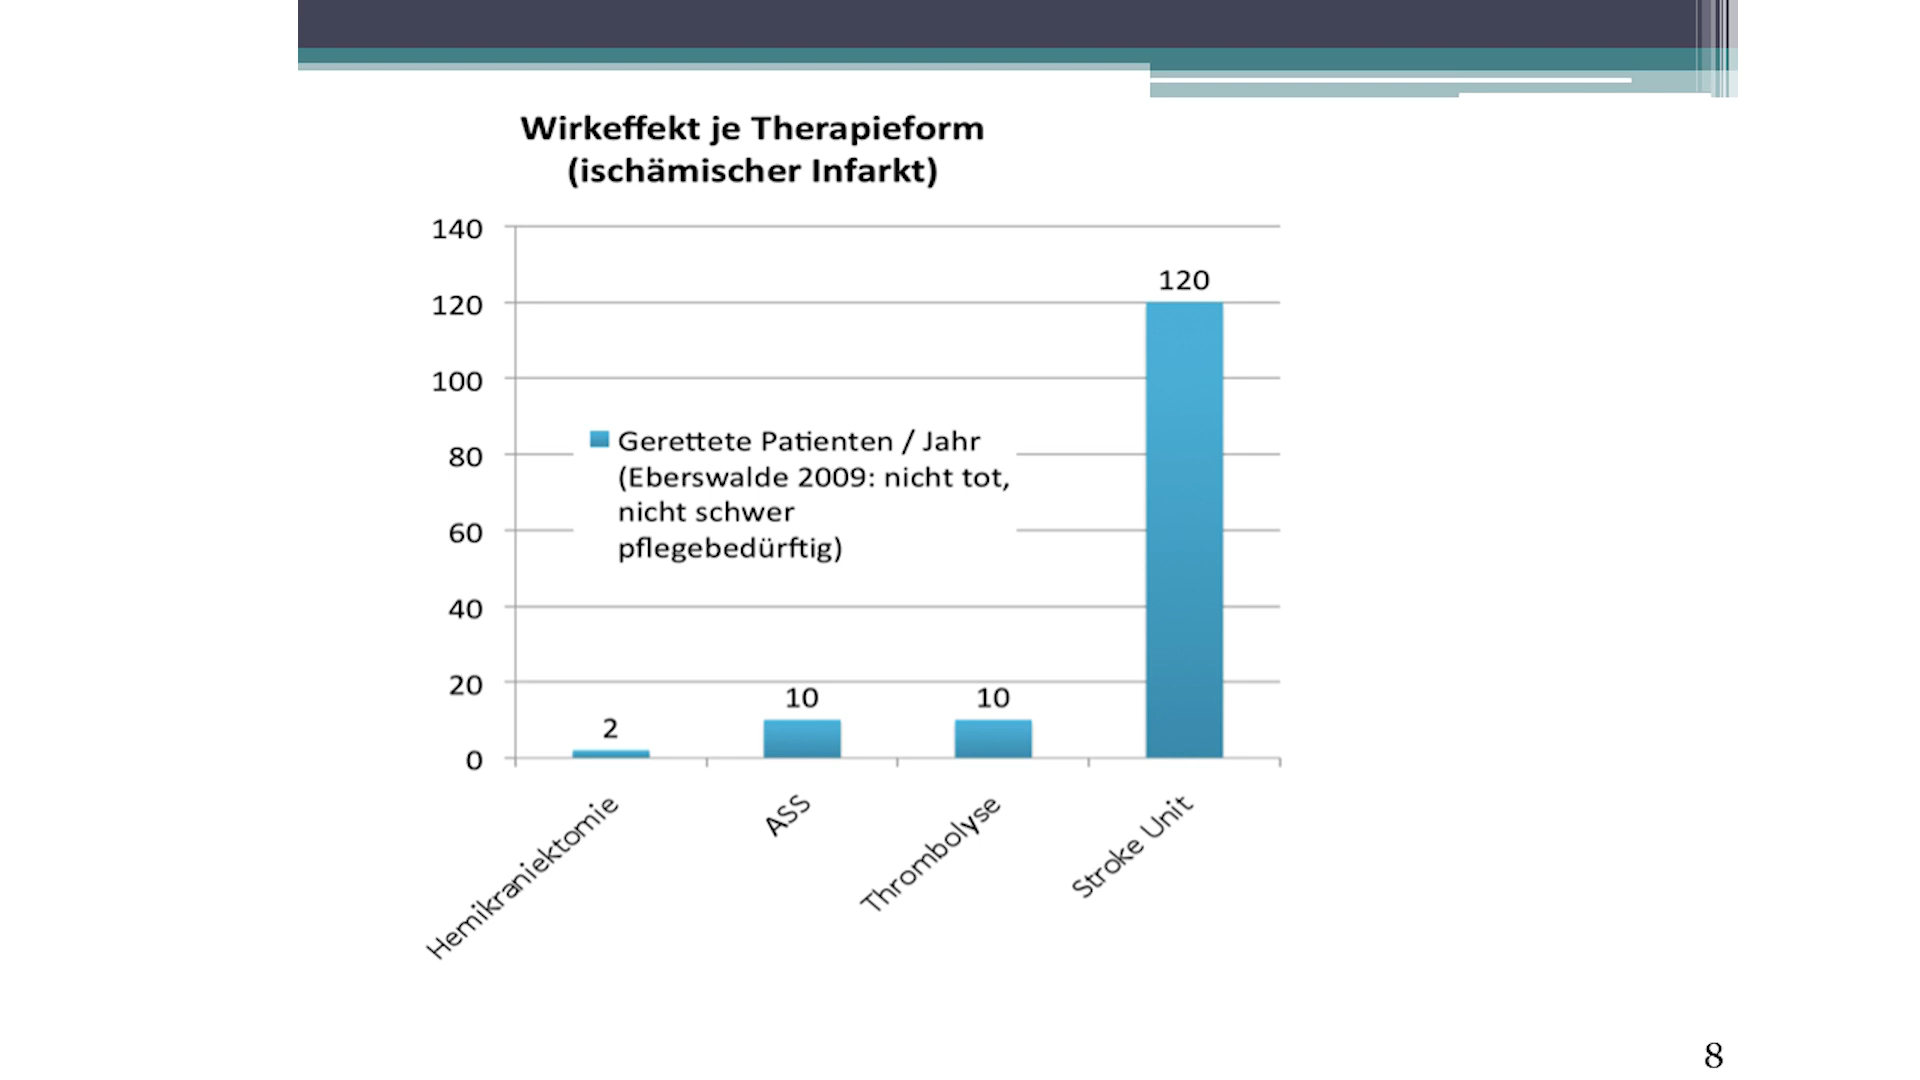 Wirkeffekt je Therapieform
(ischämischer Infarkt)
140
120
100
80
60
40
20
0
120
Gerettete Patienten / Jahr
(Eberswalde 2009: nicht tot,
nicht schwer
pflegebedürftig)
2
10
10
Hemikraniektomie
ASS
Thrombolyse
Stroke Unit
8